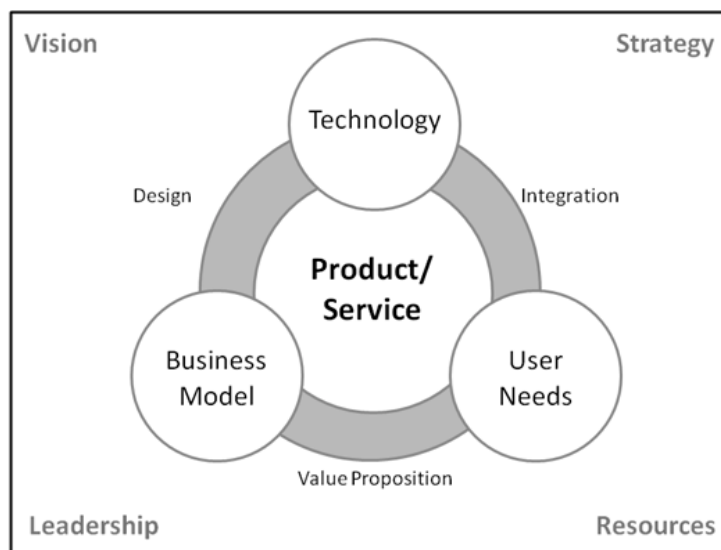 Vision
Strategy
Technology
Design
Integration
Product/
Service
Business
Model
User
Needs
Value Proposition
Leadership
Resources